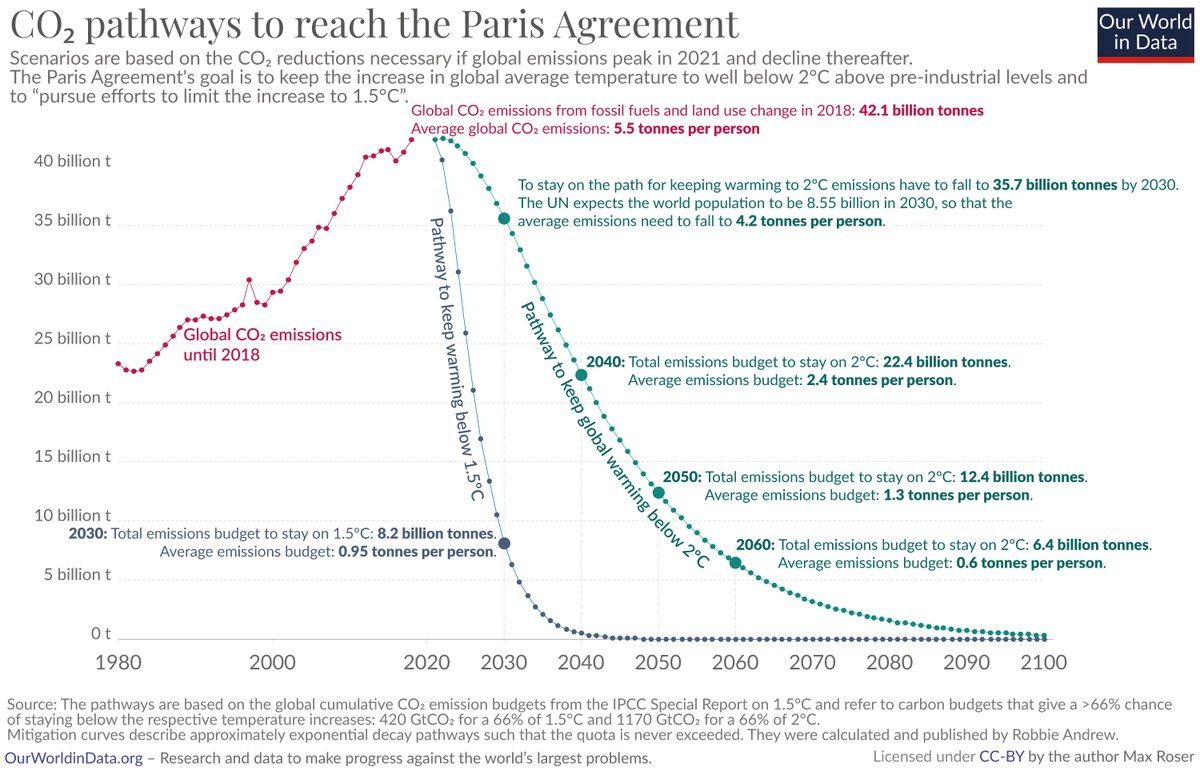 CO₂ pathways to reach the Paris Agreement
Our World
in Data
Scenarios are based on the CO₂ reductions necessary if global emissions peak in 2021 and decline thereafter.
The Paris Agreement's goal is to keep the increase in global average temperature to well below 2°C above pre-industrial levels and
to “pursue efforts to limit the increase to 1.5°C”.
Global CO₂ emissions from fossil fuels and land use change in 2018: 42.1 billion tonnes
Average global CO₂ emissions: 5.5 tonnes per person
40 billion t
To stay on the path for keeping warming to 2°C emissions have to fall to 35.7 billion tonnes by 2030.
The UN expects the world population to be 8.55 billion in 2030, so that the
average emissions need to fall to 4.2 tonnes per person.
35 billion t
30 billion t
25 billion t
Global CO₂ emissions
until 2018
Pathway to keep warming below 1.5°C
Pathway to keep global warming below 2°C
2040: Total emissions budget to stay on 2°C: 22.4 billion tonnes.
Average emissions budget: 2.4 tonnes per person.
20 billion t
15 billion t
2050: Total emissions budget to stay on 2°C: 12.4 billion tonnes.
Average emissions budget: 1.3 tonnes per person.
10 billion t
2030: Total emissions budget to stay on 1.5°C: 8.2 billion tonnes.
Average emissions budget: 0.95 tonnes per person.
2060: Total emissions budget to stay on 2°C: 6.4 billion tonnes.
Average emissions budget: 0.6 tonnes per person.
5 billion t
0 t
1980 2000 2020 2030 2040 2050 2060 2070 2080 2090 2100
Source: The pathways are based on the global cumulative CO₂ emission budgets from the IPCC Special Report on 1.5°C and refer to carbon budgets that give a >66% chance
of staying below the respective temperature increases: 420 GtCO₂ for a 66% of 1.5°C and 1170 GtCO₂ for a 66% of 2°C.
Mitigation curves describe approximately exponential decay pathways such that the quota is never exceeded. They were calculated and published by Robbie Andrew.
OurWorldinData.org – Research and data to make progress against the world's largest problems.
Licensed under CC-BY by the author Max Roser